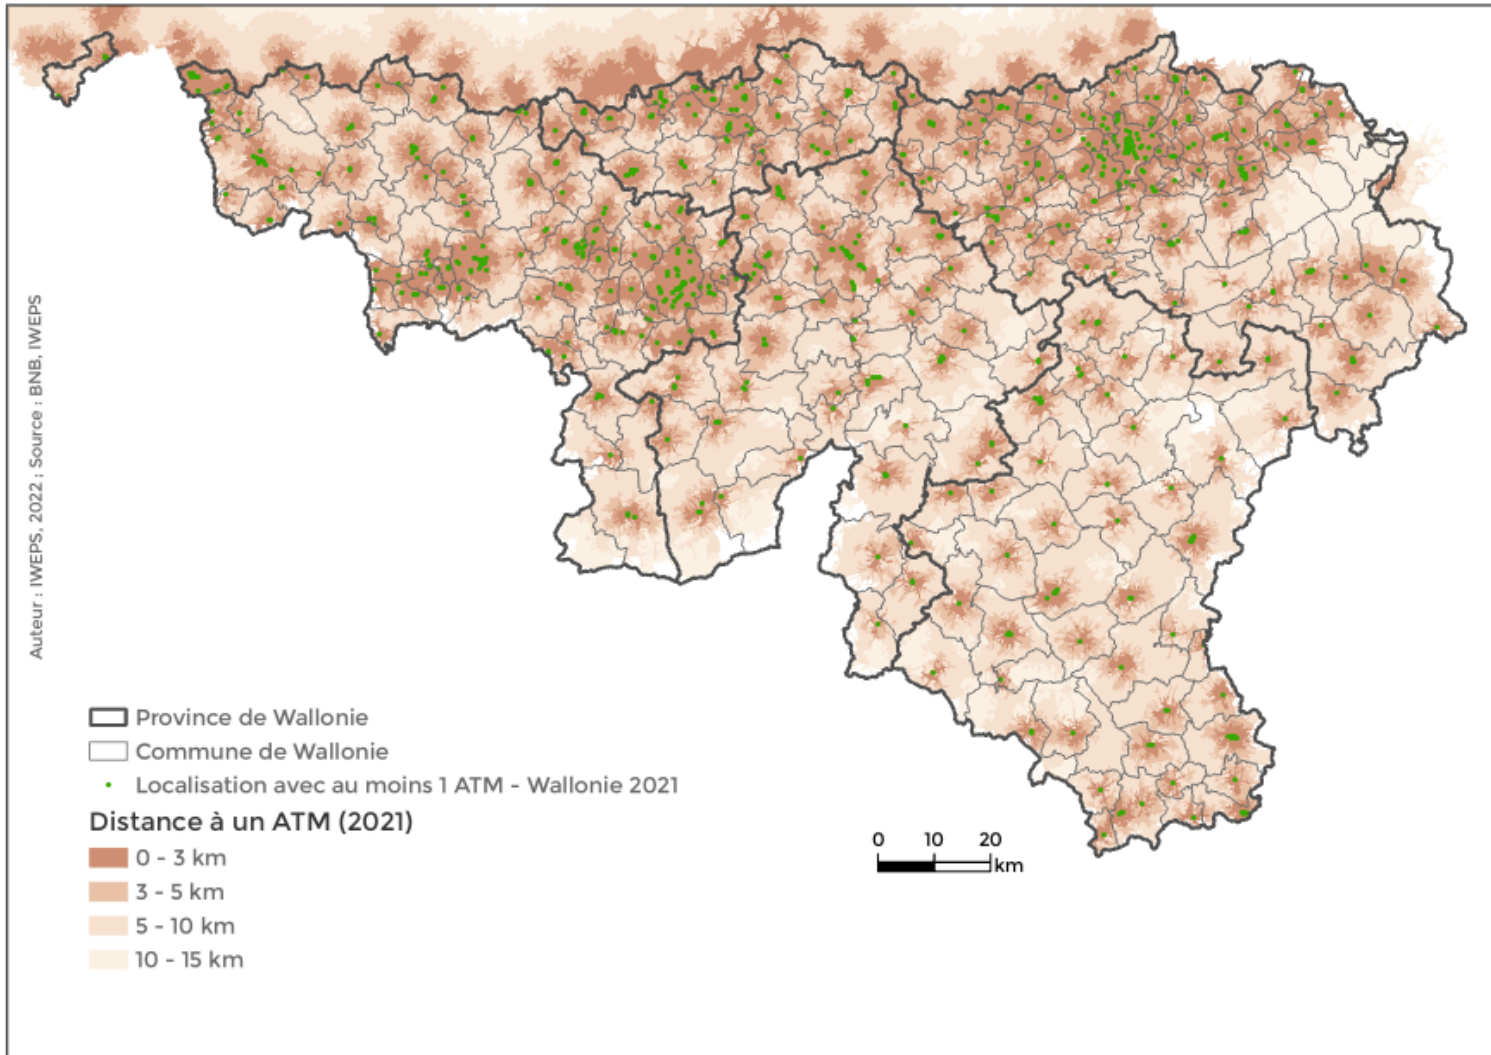 Auteur : IWEPS, 2022 ; Source : BNB, IWEPS
Province de Wallonie
Commune de Wallonie
Localisation avec au moins 1 ATM - Wallonie 2021
Distance à un ATM (2021)
0 - 3 km
3 - 5 km
5 - 10 km
10 - 15 km
0 10 20
km